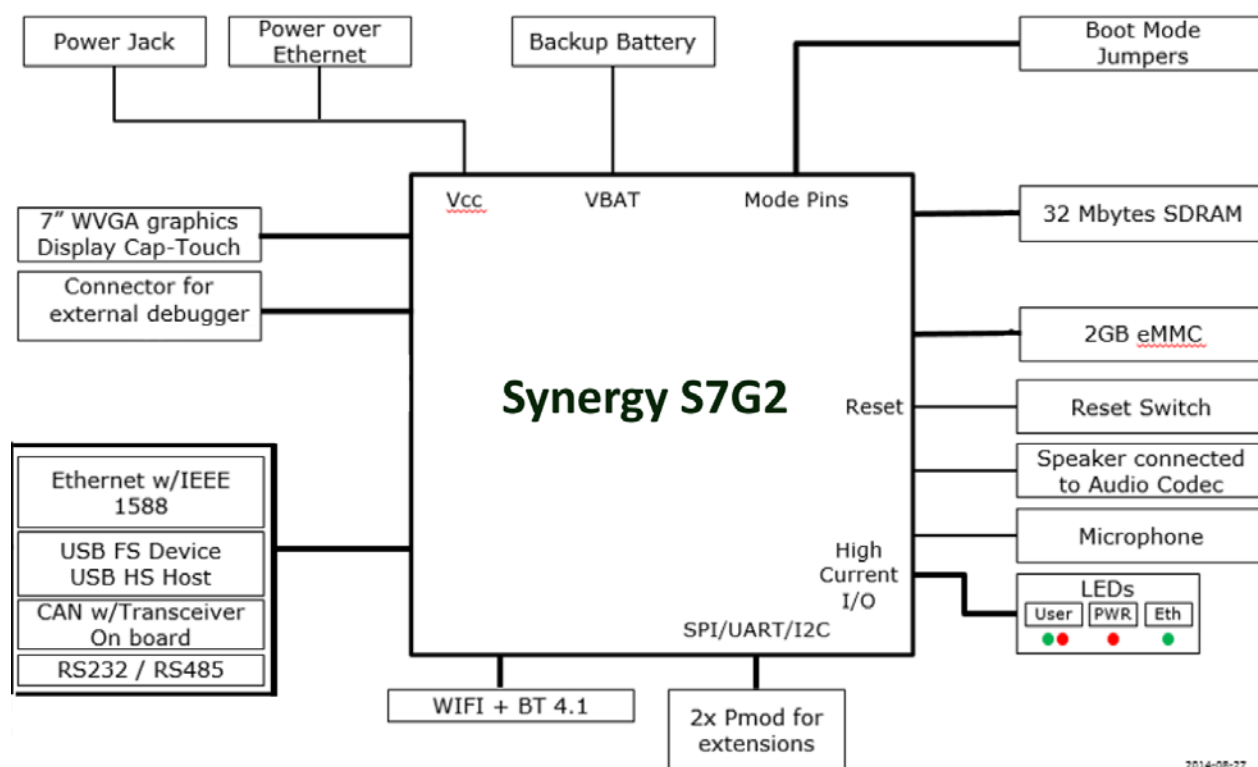 Power Jack
Power over
Ethernet
Backup Battery
Boot Mode
Jumpers
Vcc
VBAT
Mode Pins
7” WVGA graphics
Display Cap-Touch
Connector for
external debugger
32 Mbytes SDRAM
2GB eMMC
Synergy S7G2
Reset
Reset Switch
Speaker connected
to Audio Codec
Ethernet w/IEEE
1588
USB FS Device
USB HS Host
CAN w/Transceiver
On board
RS232 / RS485
Microphone
High
Current
I/O
LEDs
User
PWR
Eth
SPI/UART/I2C
WIFI + BT 4.1
2x Pmod for
extensions
2014-08-27